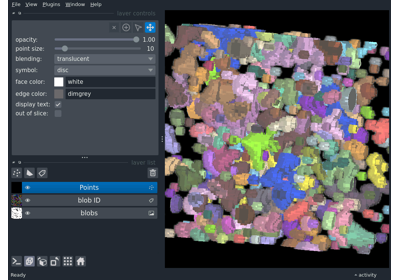 File View Plugins Window Help
layer controls
opacity: 1.00
point size: 10
blending: translucent
symbol: disc
face color: white
edge color: dimgrey
display text:
out of slice:
layer list
Points
blob ID
blobs
Ready activity